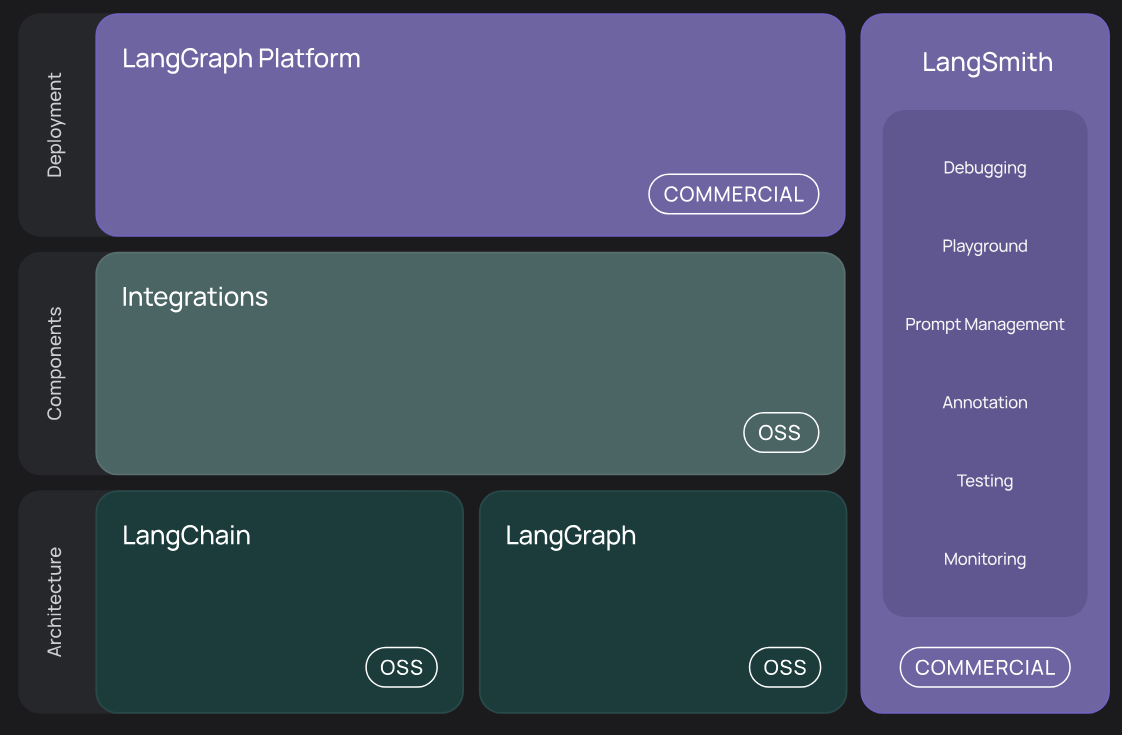 Deployment
LangGraph Platform
COMMERCIAL
Components
Integrations
OSS
Architecture
LangChain
OSS
LangGraph
OSS
LangSmith
Debugging
Playground
Prompt Management
Annotation
Testing
Monitoring
COMMERCIAL